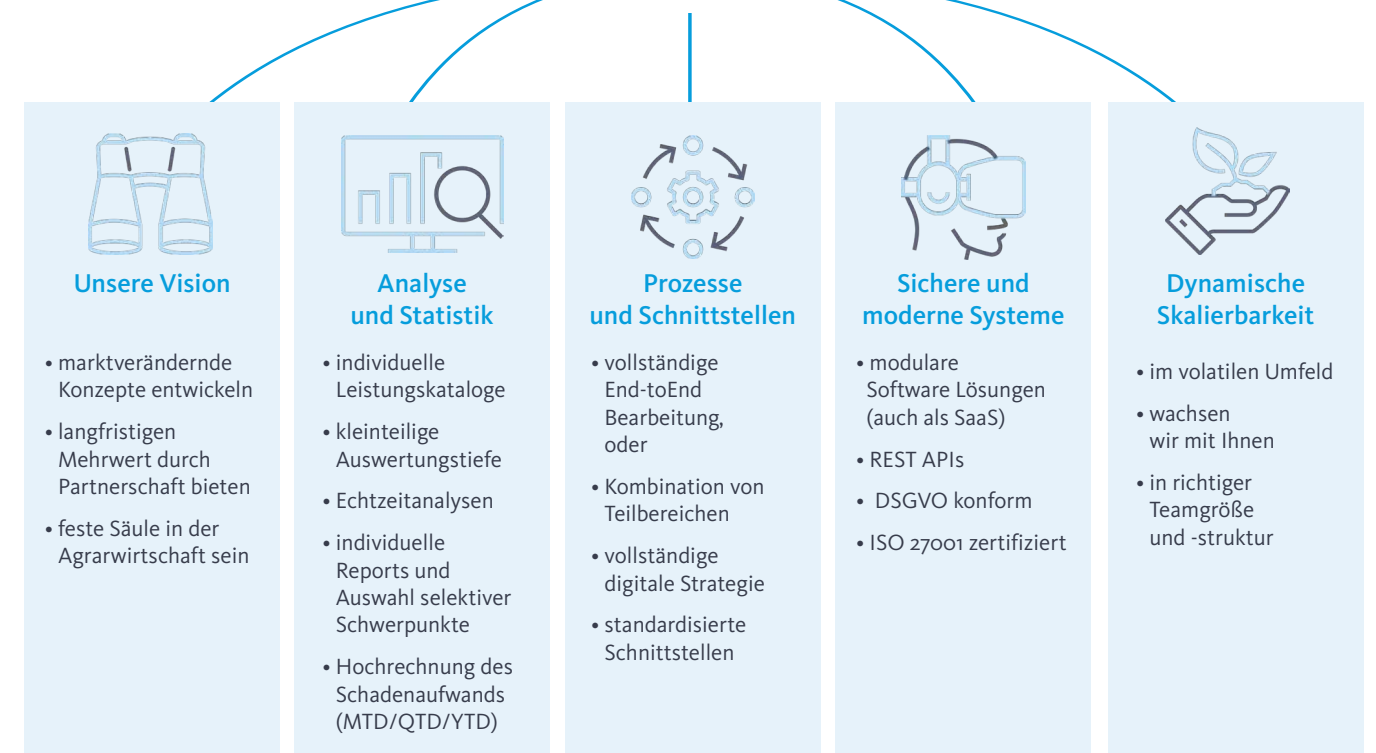 Unsere Vision
• marktverändernde
Konzepte entwickeln
• langfristigen
Mehrwert durch
Partnerschaft bieten
• feste Säule in der
Agrarwirtschaft sein
Analyse
und Statistik
• individuelle
Leistungskataloge
• kleinteilige
Auswertungstiefe
• Echtzeitanalysen
• individuelle
Reports und
Auswahl selektiver
Schwerpunkte
• Hochrechnung des
Schadenaufwands
(MTD/QTD/YTD)
Prozesse
und Schnittstellen
• vollständige
End-toEnd
Bearbeitung,
oder
• Kombination von
Teilbereichen
• vollständige
digitale Strategie
• standardisierte
Schnittstellen
Sichere und
moderne Systeme
• modulare
Software Lösungen
(auch als SaaS)
• REST APIs
• DSGVO konform
• ISO 27001 zertifiziert
Dynamische
Skalierbarkeit
• im volatilen Umfeld
• wachsen
wir mit Ihnen
• in richtiger
Teamgröße
und -struktur